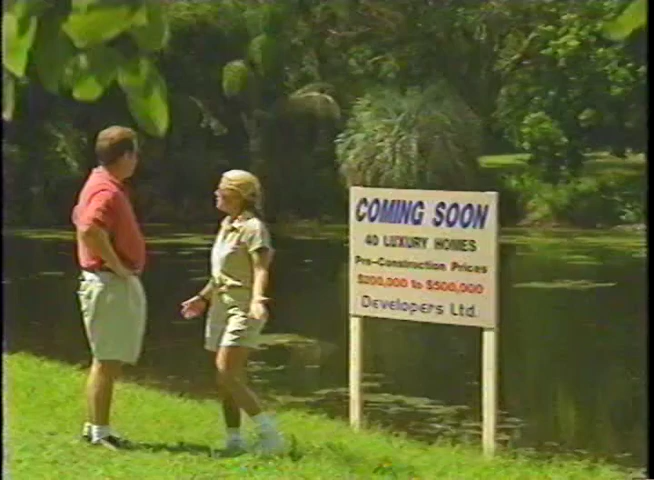 COMING SOON
40 LUXURY HOMES
Pre-Construction Prices
$200,000 to $500,000
Developers Ltd.